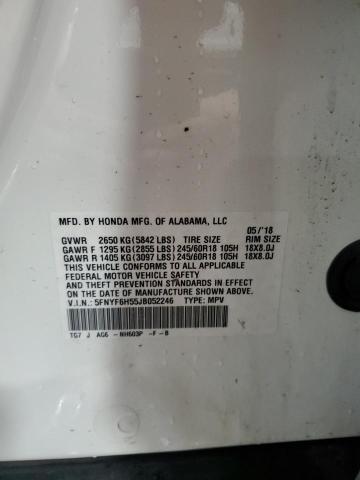 MFD. BY HONDA MFG. OF ALABAMA, LLC 05/'18
GVWR 2650 KG (5842 LBS) TIRE SIZE RIM SIZE
GAWR F 1295 KG (2855 LBS) 245/60R18 105H 18X8.0J
GAWR R 1405 KG (3097 LBS) 245/60R18 105H 18X8.0J
THIS VEHICLE CONFORMS TO ALL APPLICABLE
FEDERAL MOTOR VEHICLE SAFETY STANDARDS IN EFFECT
ON THE DATE OF MANUFACTURE SHOWN ABOVE.
V.I.N.: 5FNYF6H55JB052246 TYPE: MPV
TG7 J AG6 -NH603P -F -B